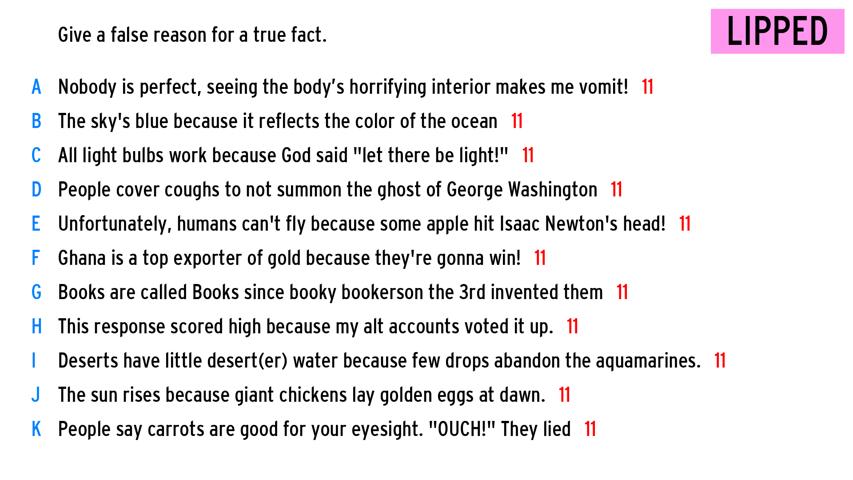 Give a false reason for a true fact.
LIPPED
A Nobody is perfect, seeing the body's horrifying interior makes me vomit! 11
B The sky's blue because it reflects the color of the ocean 11
C All light bulbs work because God said "let there be light!" 11
D People cover coughs to not summon the ghost of George Washington 11
E Unfortunately, humans can't fly because some apple hit Isaac Newton's head! 11
F Ghana is a top exporter of gold because they're gonna win! 11
G Books are called Books since booky bookerson the 3rd invented them 11
H This response scored high because my alt accounts voted it up. 11
I Deserts have little desert(er) water because few drops abandon the aquamarines. 11
J The sun rises because giant chickens lay golden eggs at dawn. 11
K People say carrots are good for your eyesight. "OUCH!" They lied 11